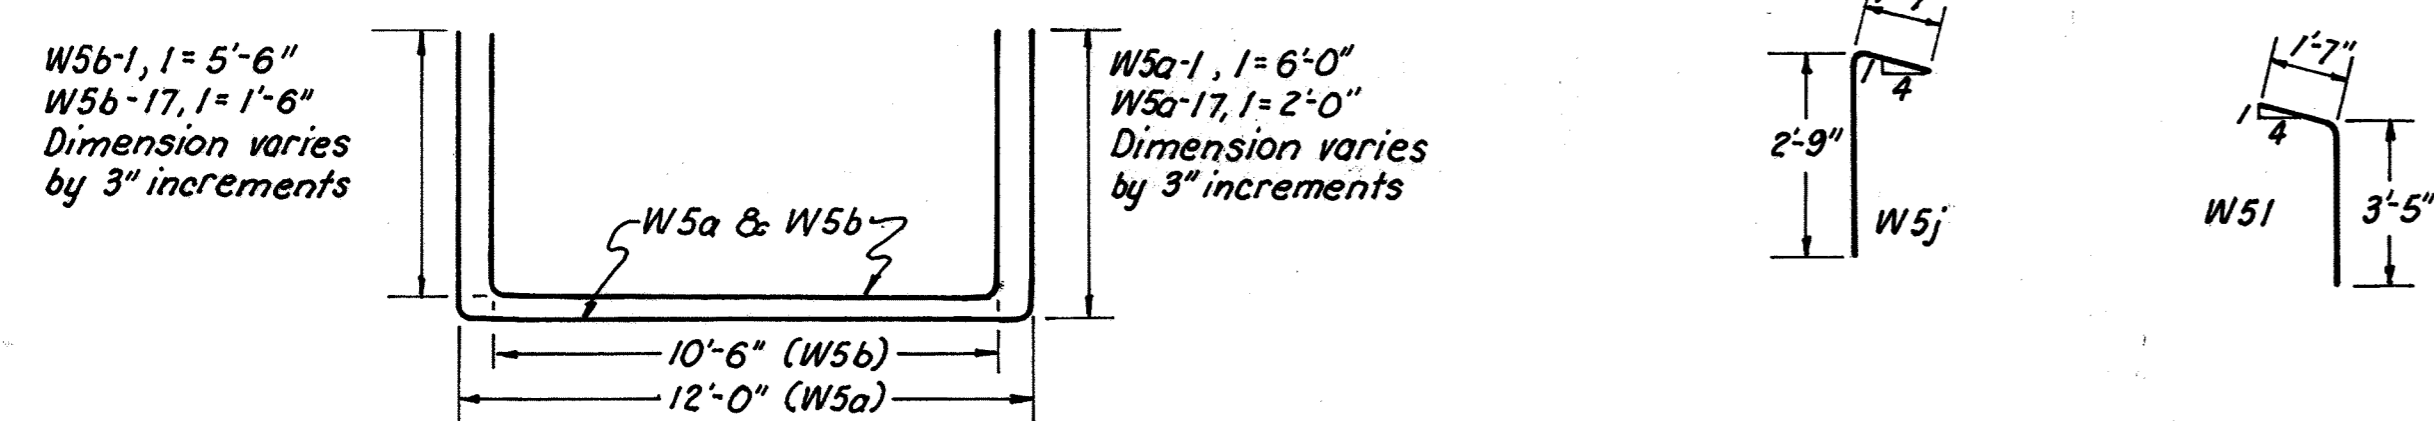 W5b-1, l = 5'-6"
W5b-17, l = 1'-6"
Dimension varies
by 3" increments
W5a & W5b
10'-6" (W5b)
12'-0" (W5a)
W5a-1, l = 6'-0"
W5a-17, l = 2'-0"
Dimension varies
by 3" increments
1
4
2'-9"
W5j
1'-7"
1
4
W5l
3'-5"